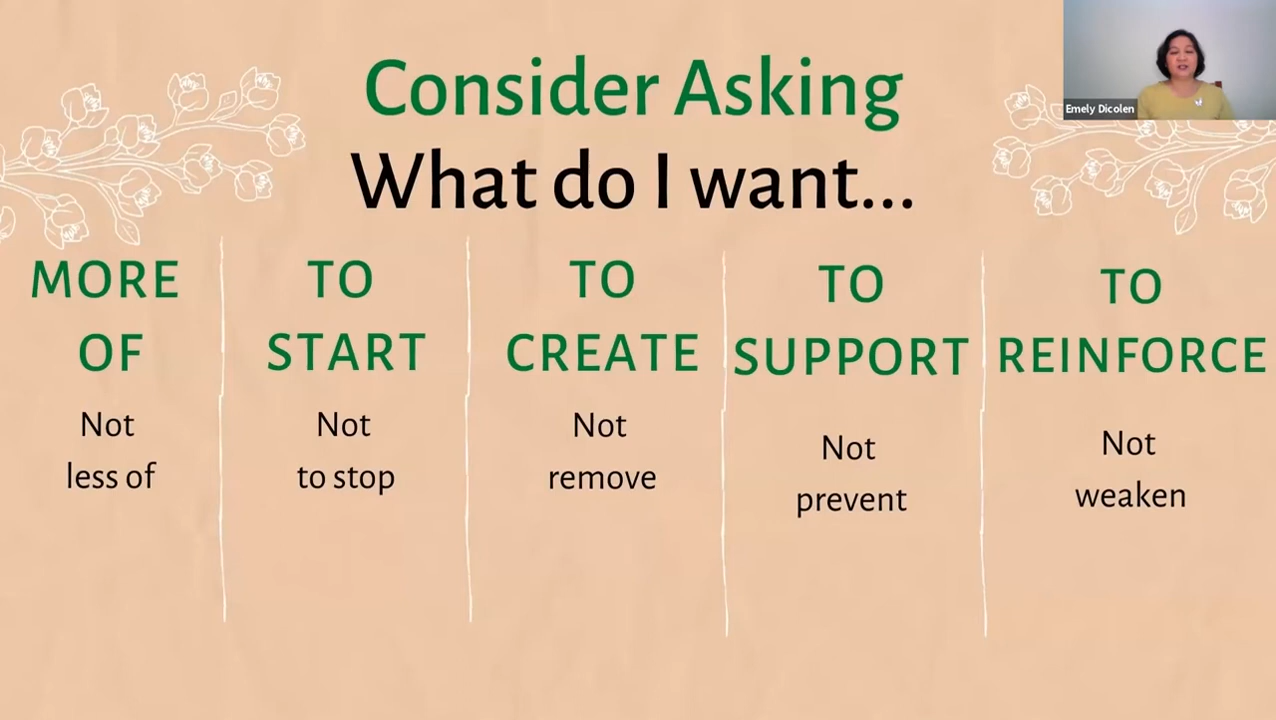 Consider Asking
What do I want...
MORE
OF
Not
less of
TO
START
Not
to stop
TO
CREATE
Not
remove
TO
SUPPORT
Not
prevent
TO
REINFORCE
Not
weaken
Emely Dicolen